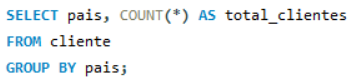 SELECT pais, COUNT(*) AS total_clientes
FROM cliente
GROUP BY pais;